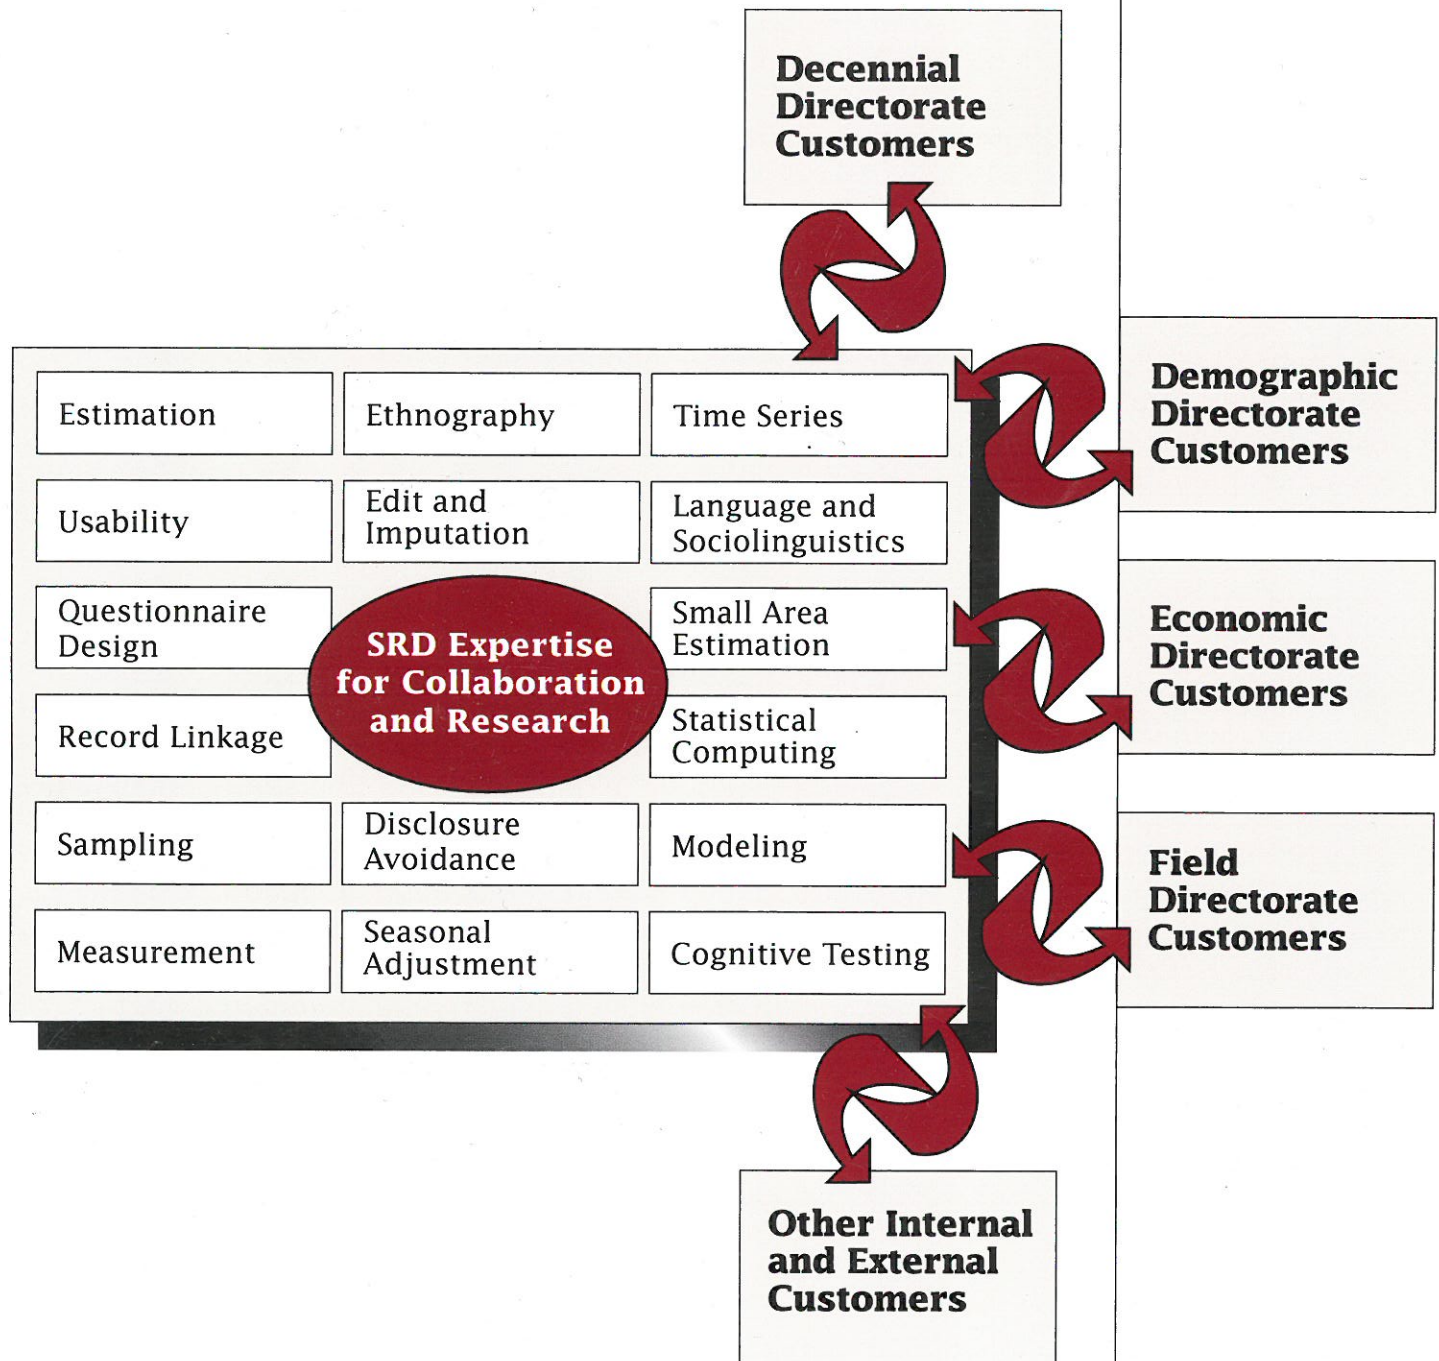 Decennial
Directorate
Customers
Estimation
Ethnography
Time Series
Demographic
Directorate
Customers
Usability
Edit and
Imputation
Language and
Sociolinguistics
Questionnaire
Design
SRD Expertise
for Collaboration
and Research
Small Area
Estimation
Economic
Directorate
Customers
Record Linkage
Statistical
Computing
Sampling
Disclosure
Avoidance
Modeling
Field
Directorate
Customers
Measurement
Seasonal
Adjustment
Cognitive Testing
Other Internal
and External
Customers